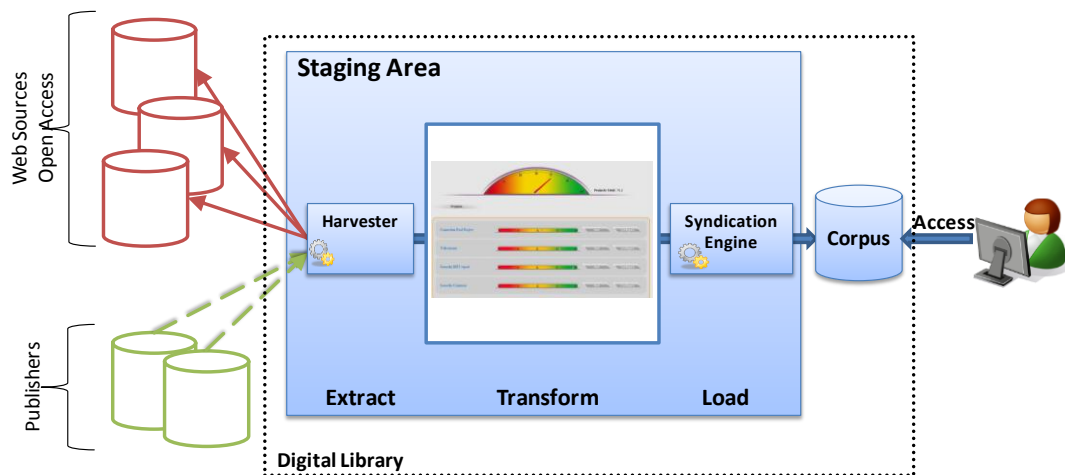 Web Sources
Open Access
Publishers
Staging Area
Harvester
Syndication
Engine
Corpus
Access
Extract
Transform
Load
Digital Library